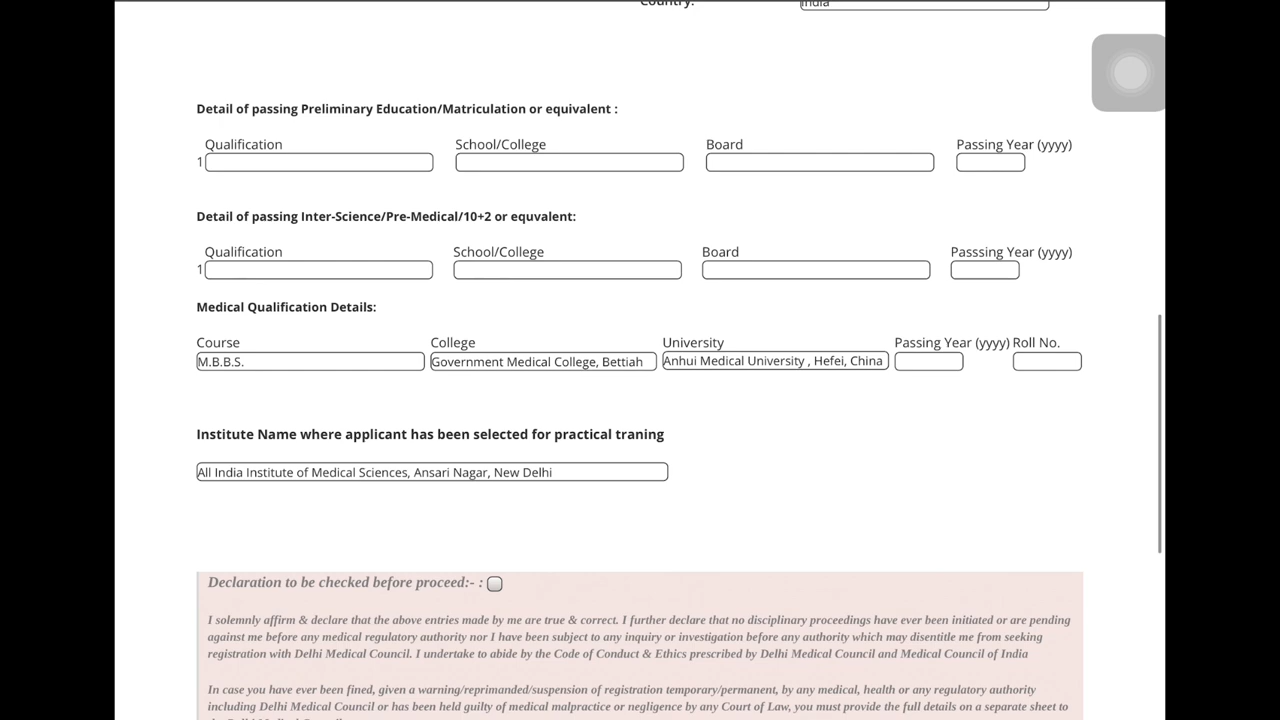 Country:
India
Detail of passing Preliminary Education/Matriculation or equivalent :
Qualification School/College Board Passing Year (yyyy)
1
Detail of passing Inter-Science/Pre-Medical/10+2 or equvalent:
Qualification School/College Board Passsing Year (yyyy)
1
Medical Qualification Details:
Course College University Passing Year (yyyy) Roll No.
M.B.B.S. Government Medical College, Bettiah Anhui Medical University , Hefei, China
Institute Name where applicant has been selected for practical traning
All India Institute of Medical Sciences, Ansari Nagar, New Delhi
Declaration to be checked before proceed:- :
I solemnly affirm & declare that the above entries made by me are true & correct. I further declare that no disciplinary proceedings have ever been initiated or are pending
against me before any medical regulatory authority nor I have been subject to any inquiry or investigation before any authority which may disentitle me from seeking
registration with Delhi Medical Council. I undertake to abide by the Code of Conduct & Ethics prescribed by Delhi Medical Council and Medical Council of India
In case you have ever been fined, given a warning/reprimanded/suspension of registration temporary/permanent, by any medical, health or any regulatory authority
including Delhi Medical Council or has been held guilty of medical malpractice or negligence by any Court of Law, you must provide the full details on a separate sheet to